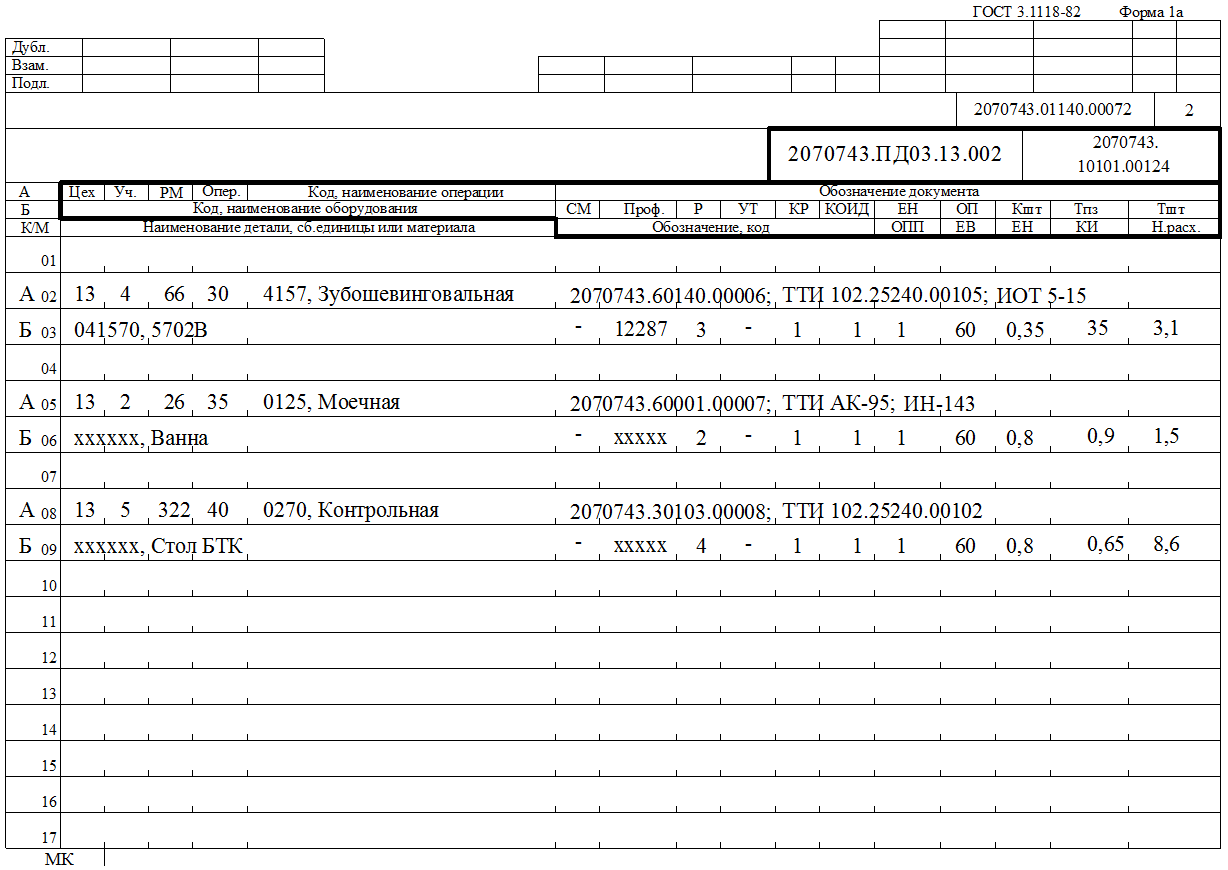 ГОСТ 3.1118-82 Форма 1а
Дубл.
Взам.
Подл.
2070743.01140.00072 2
2070743.ПД03.13.002 2070743.
10101.00124
А Цех Уч. РМ Опер. Код, наименование операции Обозначение документа
Б Код, наименование оборудования СМ Проф. Р УТ КР КОИД ЕН ОП Кшт Тпз Тшт
К/М Наименование детали, сб.единицы или материала Обозначение, код ОПП ЕВ ЕН КИ Н.расх.
01
А 02 13 4 66 30 4157, Зубошевинговальная 2070743.60140.00006; ТТИ 102.25240.00105; ИОТ 5-15
Б 03 041570, 5702В - 12287 3 - 1 1 1 60 0,35 35 3,1
04
А 05 13 2 26 35 0125, Моечная 2070743.60001.00007; ТТИ АК-95; ИН-143
Б 06 хххххх, Ванна - ххххх 2 - 1 1 1 60 0,8 0,9 1,5
07
А 08 13 5 322 40 0270, Контрольная 2070743.30103.00008; ТТИ 102.25240.00102
Б 09 хххххх, Стол БТК - ххххх 4 - 1 1 1 60 0,8 0,65 8,6
10
11
12
13
14
15
16
17
МК